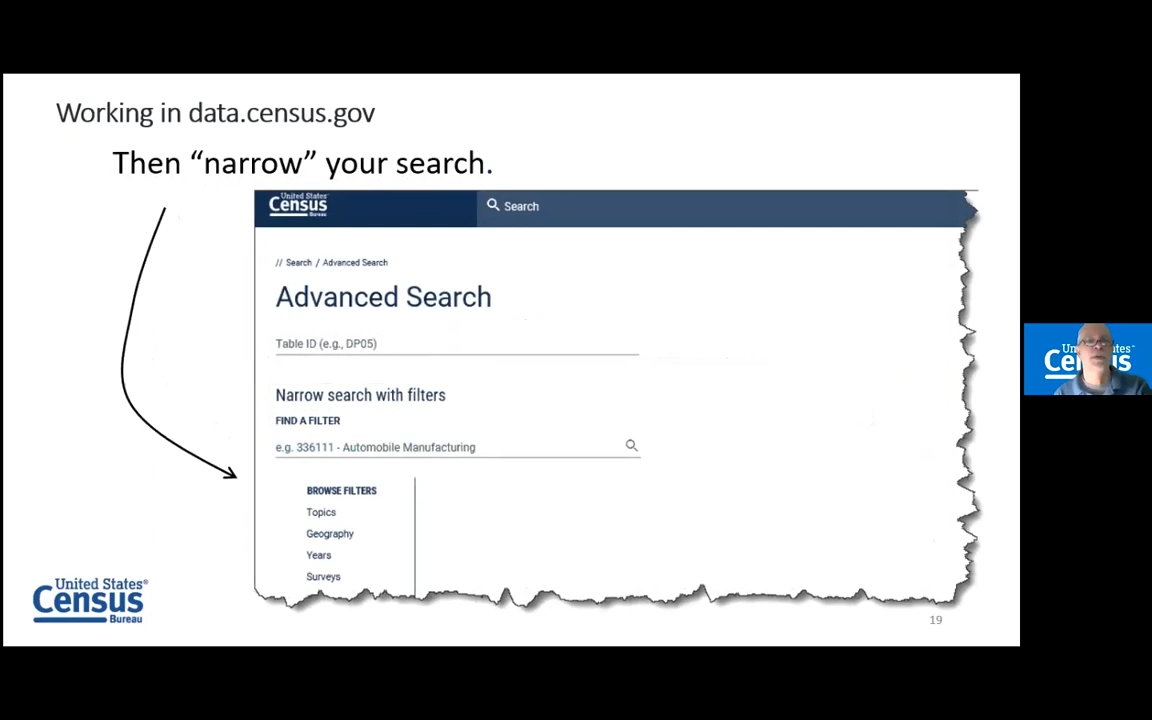 Working in data.census.gov
Then “narrow” your search.
United States
Census
Bureau
Search
// Search / Advanced Search
Advanced Search
Table ID (e.g., DP05)
Narrow search with filters
FIND A FILTER
e.g. 336111 - Automobile Manufacturing
BROWSE FILTERS
Topics
Geography
Years
Surveys
United States®
Census
Bureau
19